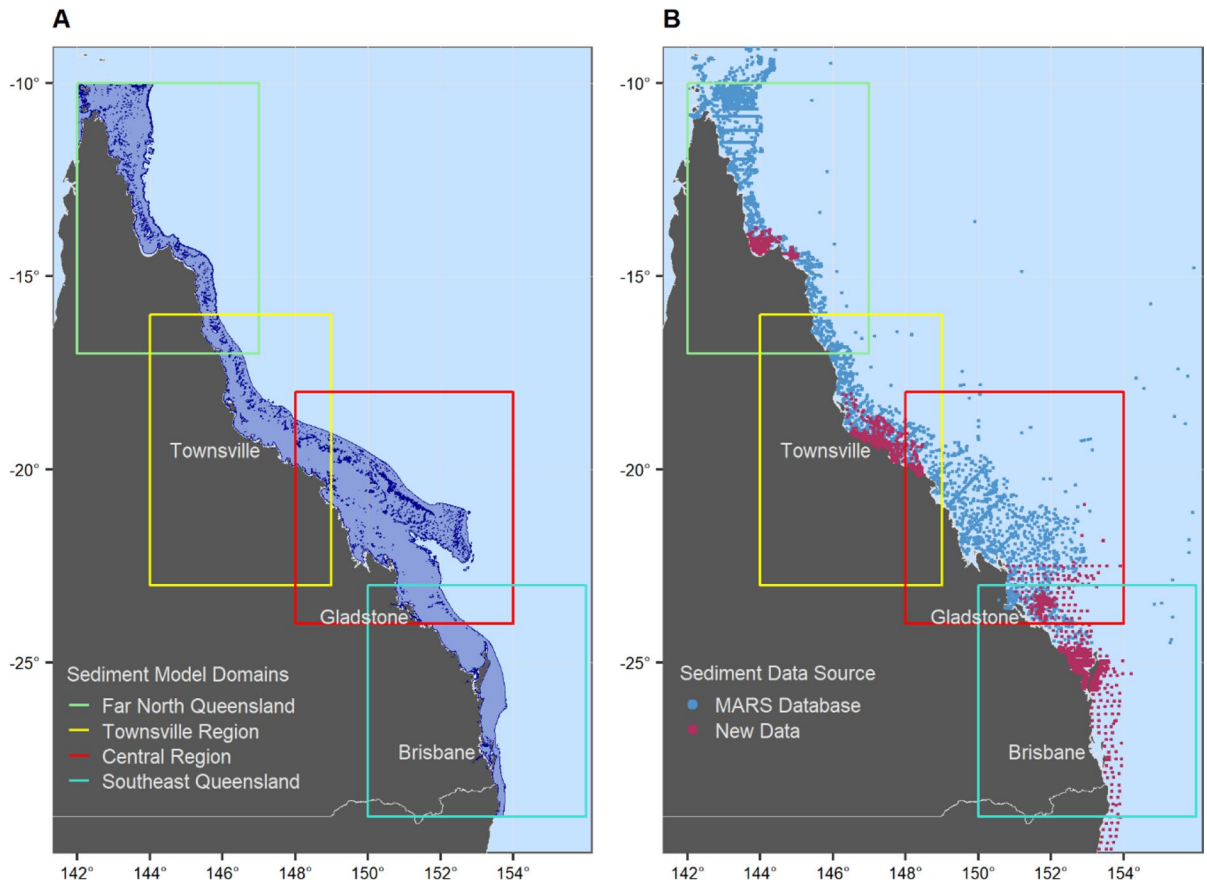 A
B
-10°
-15°
-20°
-25°
Townsville
Gladstone
Brisbane
Sediment Model Domains
Far North Queensland
Townsville Region
Central Region
Southeast Queensland
142° 144° 146° 148° 150° 152° 154°
-10°
-15°
-20°
-25°
Townsville
Gladstone
Brisbane
Sediment Data Source
MARS Database
New Data
142° 144° 146° 148° 150° 152° 154°